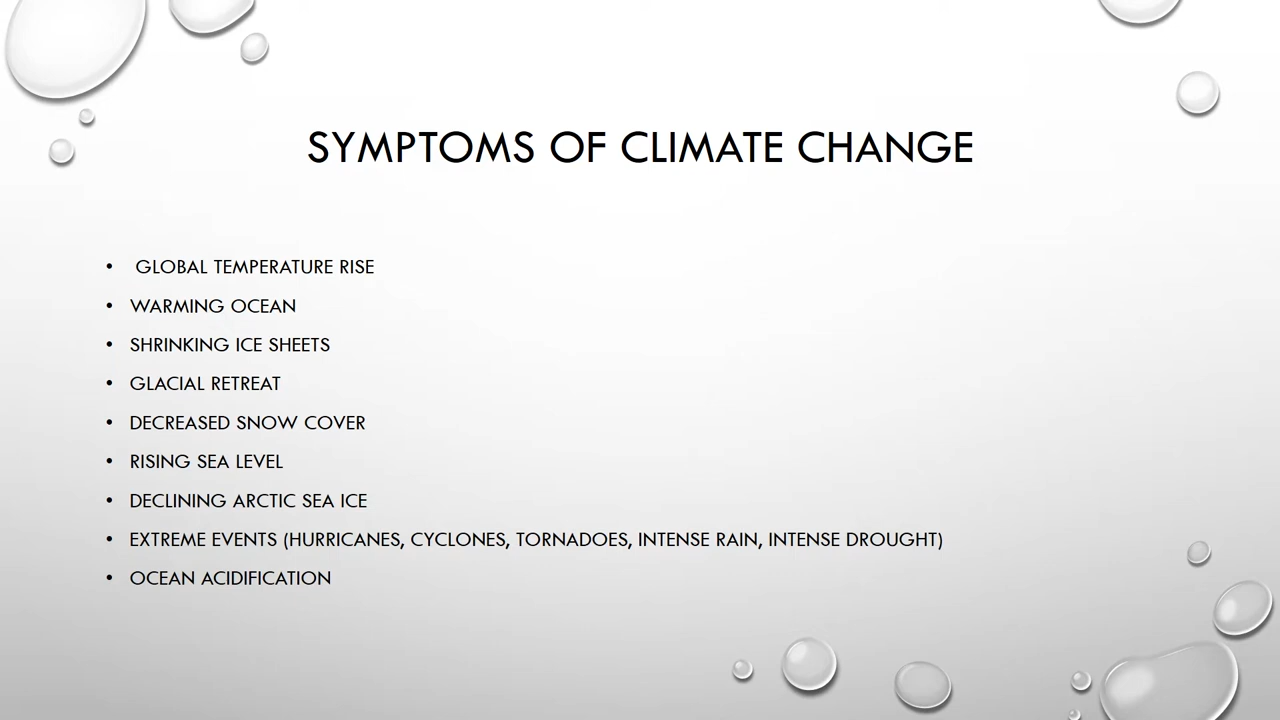 SYMPTOMS OF CLIMATE CHANGE
• GLOBAL TEMPERATURE RISE
• WARMING OCEAN
• SHRINKING ICE SHEETS
• GLACIAL RETREAT
• DECREASED SNOW COVER
• RISING SEA LEVEL
• DECLINING ARCTIC SEA ICE
• EXTREME EVENTS (HURRICANES, CYCLONES, TORNADOES, INTENSE RAIN, INTENSE DROUGHT)
• OCEAN ACIDIFICATION